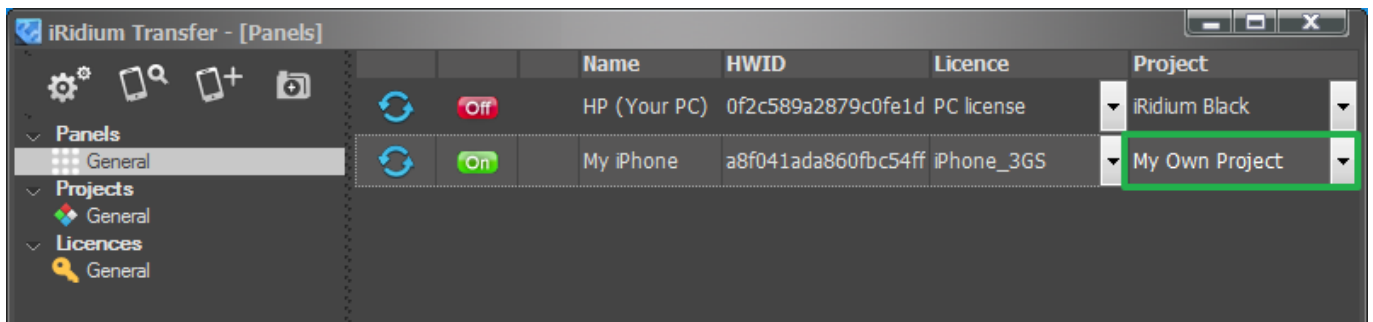 iRidium Transfer - [Panels]
Name HWID Licence Project
Off HP (Your PC) 0f2c589a2879c0fe1d PC license iRidium Black
On My iPhone a8f041ada860fbc54ff iPhone_3GS My Own Project
Panels
General
Projects
General
Licences
General